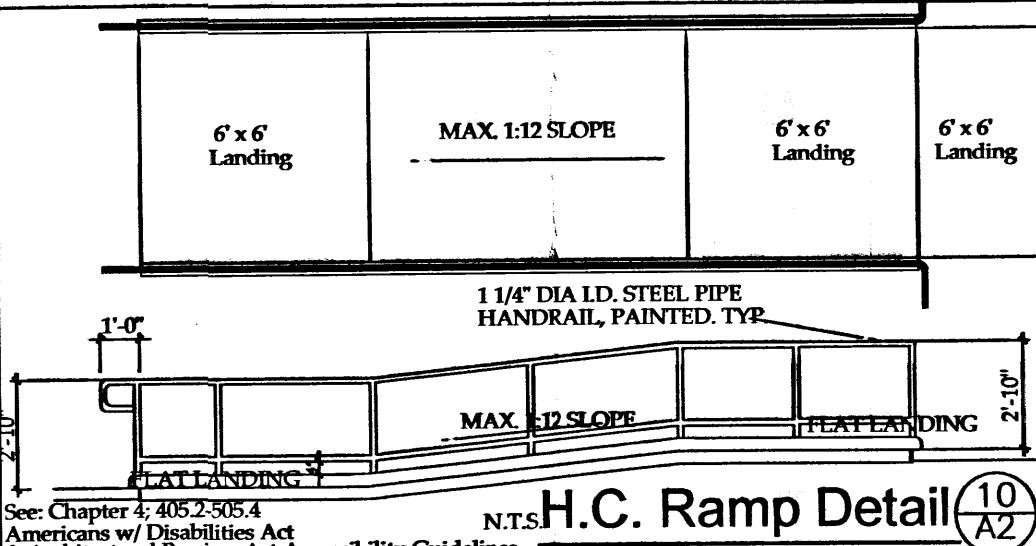 6' x 6'
Landing
MAX. 1:12 SLOPE
6' x 6'
Landing
6' x 6'
Landing
1 1/4" DIA I.D. STEEL PIPE
HANDRAIL, PAINTED. TYP.
1'-0"
2'-10"
MAX. 1:12 SLOPE
FLAT LANDING
2'-10"
FLAT LANDING
See: Chapter 4; 405.2-505.4
Americans w/ Disabilities Act
N.T.S.
H.C. Ramp Detail
10
A2